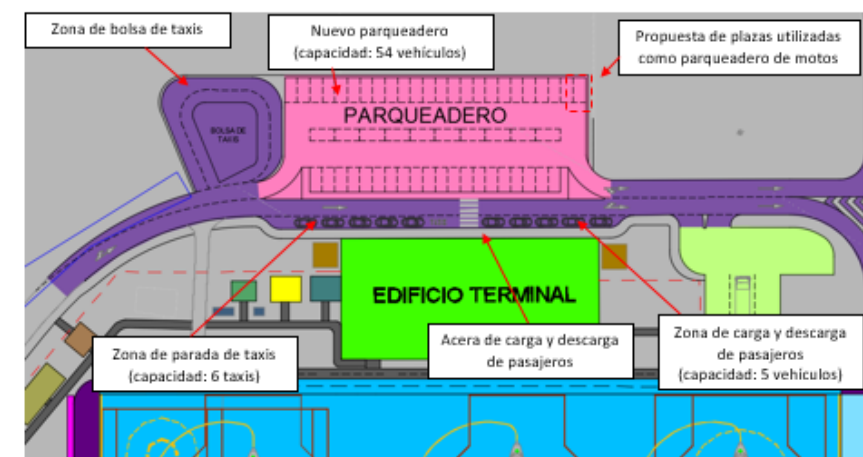 Zona de bolsa de taxis
Nuevo parqueadero
(capacidad: 54 vehículos)
Propuesta de plazas utilizadas
como parqueadero de motos
PARQUEADERO
BOLSA DE
TAXIS
EDIFICIO TERMINAL
Zona de parada de taxis
(capacidad: 6 taxis)
Acera de carga y descarga
de pasajeros
Zona de carga y descarga
de pasajeros
(capacidad: 5 vehículos)